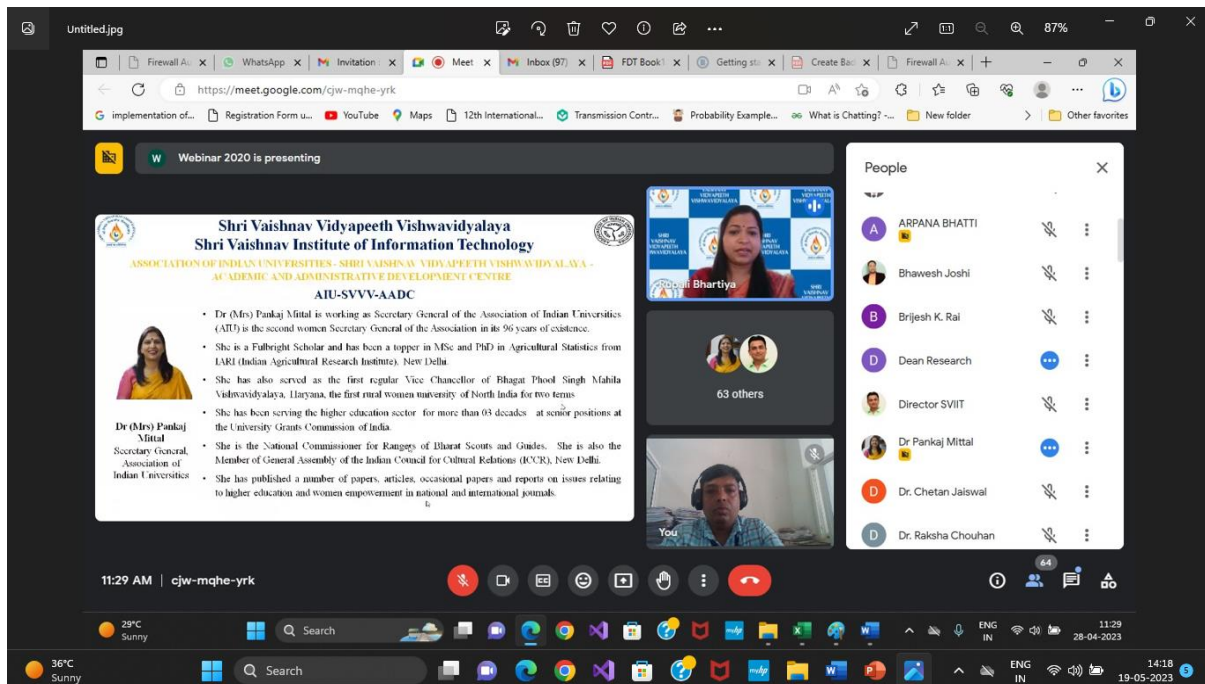 Untitled.jpg
87%
Firewall Au
WhatsApp
Invitation
Meet
Inbox (97)
FDT Book1
Getting sta
Create Bac
Firewall Au
https://meet.google.com/cjw-mqhe-yrk
implementation of...
Registration Form u...
YouTube
Maps
12th International...
Transmission Contr...
Probability Example...
What is Chatting? -...
New folder
Other favorites
W Webinar 2020 is presenting
Shri Vaishnav Vidyapeeth Vishwavidyalaya
Shri Vaishnav Institute of Information Technology
ASSOCIATION OF INDIAN UNIVERSITIES - SHRI VAISHNAV VIDYAPEETH VISHWAVIDYALAYA -
ACADEMIC AND ADMINISTRATIVE DEVELOPMENT CENTRE
AIU-SVVV-AADC
• Dr (Mrs) Pankaj Mittal is working as Secretary General of the Association of Indian Universities
(AIU) is the second women Secretary General of the Association in its 96 years of existence.
• She is a Fulbright Scholar and has been a topper in MSc and PhD in Agricultural Statistics from
IARI (Indian Agricultural Research Institute), New Delhi.
• She has also served as the first regular Vice Chancellor of Bhagat Phool Singh Mahila
Vishwavidyalaya, Haryana, the first rural women university of North India for two terms
• She has been serving the higher education sector for more than 03 decades at senior positions at
the University Grants Commission of India.
• She is the National Commissioner for Rangers of Bharat Scouts and Guides. She is also the
Member of General Assembly of the Indian Council for Cultural Relations (ICCR), New Delhi.
• She has published a number of papers, articles, occasional papers and reports on issues relating
to higher education and women empowerment in national and international journals.
Dr (Mrs) Pankaj
Mittal
Secretary General,
Association of
Indian Universities
Rupali Bhartiya
63 others
You
People
A ARPANA BHATTI
Bhawesh Joshi
B Brijesh K. Rai
D Dean Research
Director SVIIT
Dr Pankaj Mittal
D Dr. Chetan Jaiswal
D Dr. Raksha Chouhan
11:29 AM | cjw-mqhe-yrk
64
29°C
Sunny
Search
ENG
IN
11:29
28-04-2023
36°C
Sunny
Search
ENG
IN
14:18
19-05-2023
5